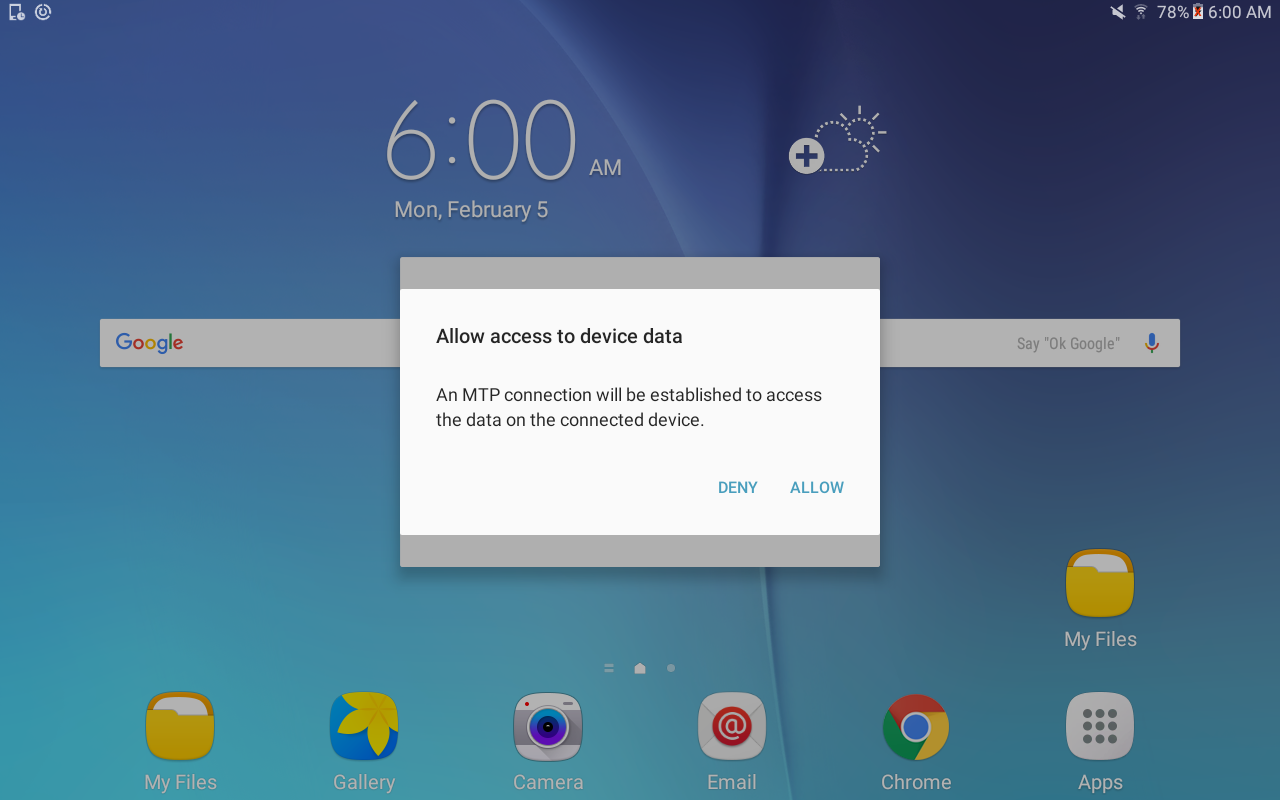 78% 6:00 AM
6:00 AM
Mon, February 5
Google
Say "Ok Google"
Allow access to device data
An MTP connection will be established to access
the data on the connected device.
DENY ALLOW
My Files
My Files Gallery Camera Email Chrome Apps